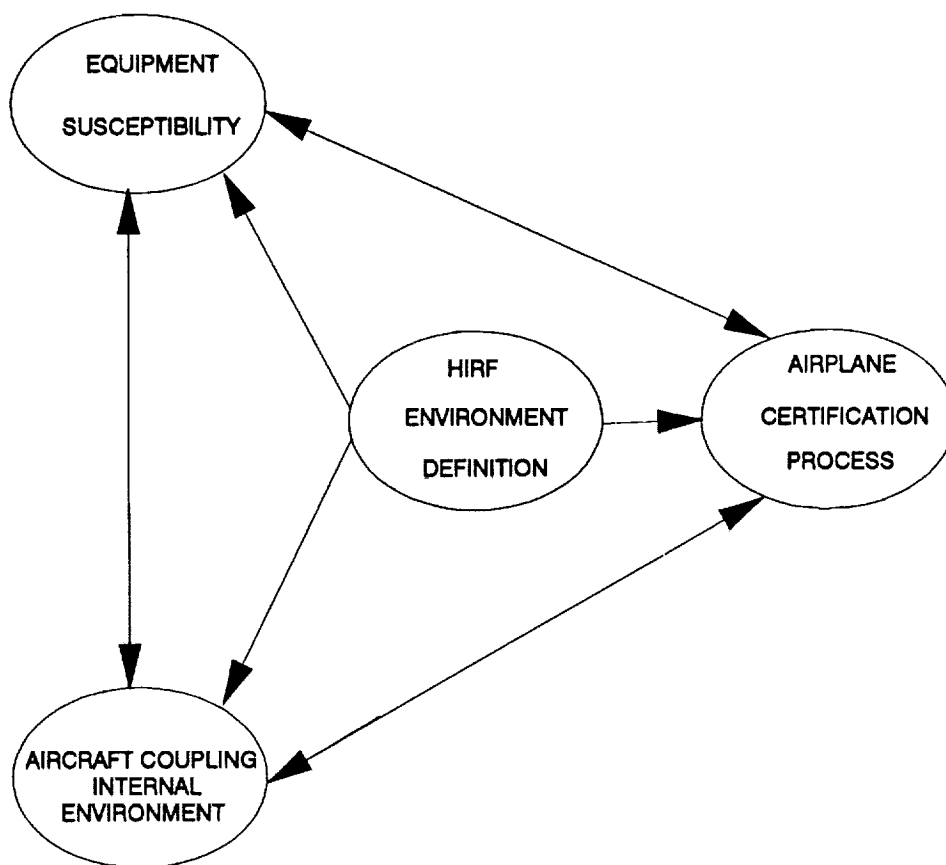 EQUIPMENT
SUSCEPTIBILITY
HIRF
ENVIRONMENT
DEFINITION
AIRPLANE
CERTIFICATION
PROCESS
AIRCRAFT COUPLING
INTERNAL
ENVIRONMENT